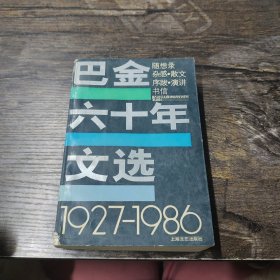 巴金
六十年
文选
随想录
杂感·散文
序跋·演讲
书信
1927-1986
上海文艺出版社